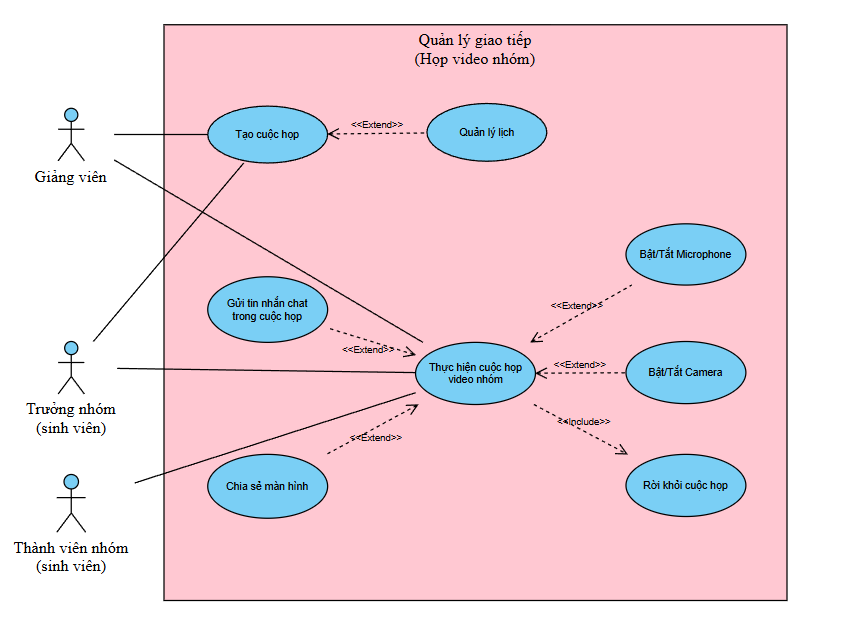 Quản lý giao tiếp
(Họp video nhóm)
Giảng viên
Tạo cuộc họp
<<Extend>>
Quản lý lịch
Bật/Tắt Microphone
<<Extend>>
Gửi tin nhắn chat
trong cuộc họp
<<Extend>>
Thực hiện cuộc họp
video nhóm
<<Extend>>
Bật/Tắt Camera
Trưởng nhóm
(sinh viên)
<<Include>>
<<Extend>>
Chia sẻ màn hình
Rời khỏi cuộc họp
Thành viên nhóm
(sinh viên)